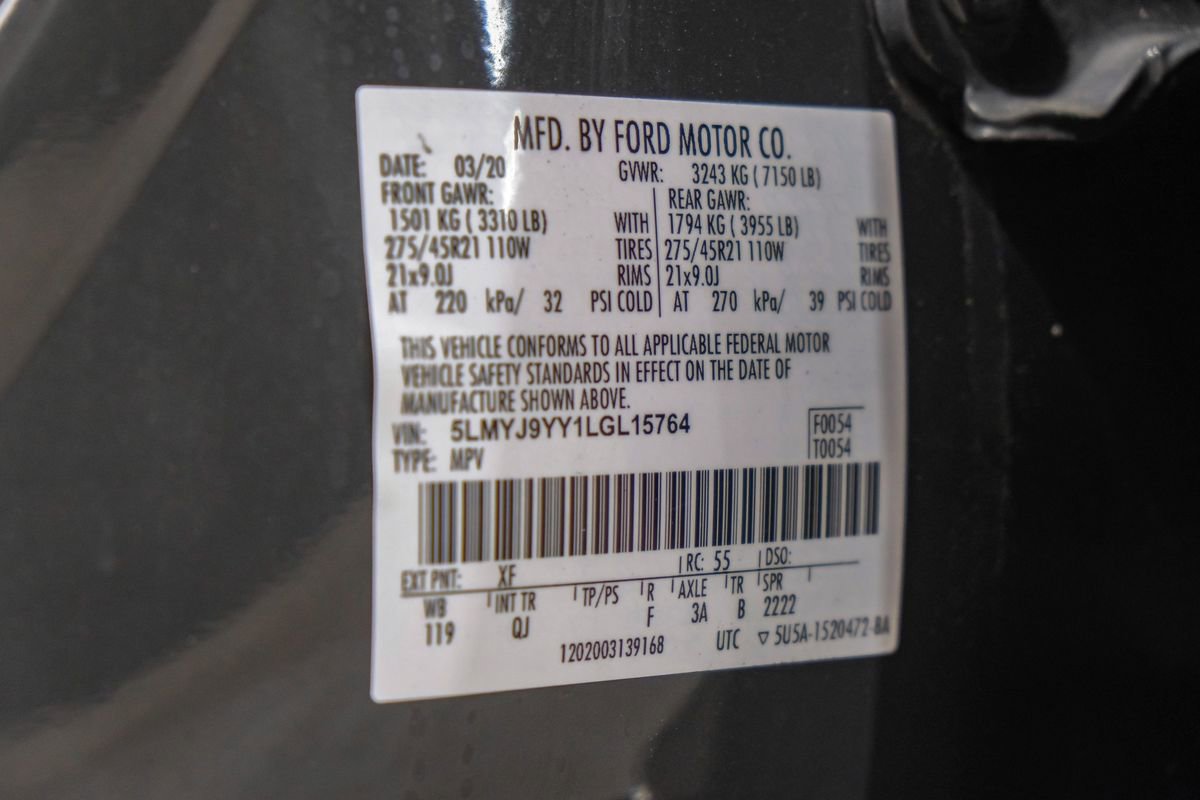 MFD. BY FORD MOTOR CO.
DATE: 03/20 GVWR: 3243 KG ( 7150 LB)
FRONT GAWR: REAR GAWR:
1501 KG ( 3310 LB) WITH 1794 KG ( 3955 LB) WITH
275/45R21 110W TIRES 275/45R21 110W TIRES
21x9.0J RIMS 21x9.0J RIMS
AT 220 kPa/ 32 PSI COLD AT 270 kPa/ 39 PSI COLD
THIS VEHICLE CONFORMS TO ALL APPLICABLE FEDERAL MOTOR
VEHICLE SAFETY STANDARDS IN EFFECT ON THE DATE OF
MANUFACTURE SHOWN ABOVE.
VIN: 5LMYJ9YY1LGL15764 F0054
TYPE: MPV T0054
EXT PNT: XF RC: 55 DSO:
WB INT TR TP/PS R AXLE TR SPR
119 QJ F 3A B 2222
1202003139168 UTC ▽ 5U5A-1520472-BA